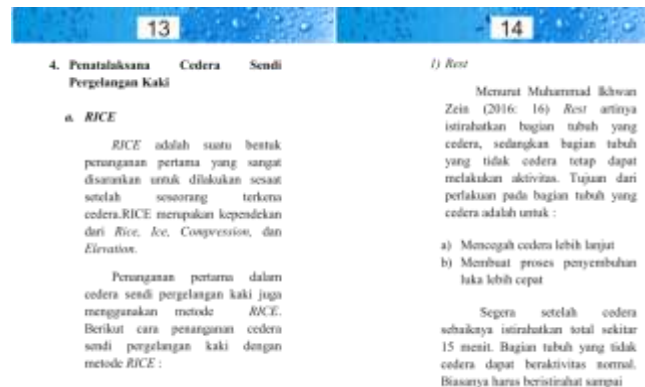 13
4. Penatalaksana Cedera Sendi
Pergelangan Kaki
a. RICE
RICE adalah suatu bentuk
penanganan pertama yang sangat
disarankan untuk dilakukan sesaat
setelah seseorang terkena
cedera.RICE merupakan kependekan
dari Rice, Ice, Compression, dan
Elevation.
Penanganan pertama dalam
cedera sendi pergelangan kaki juga
menggunakan metode RICE.
Berikut cara penanganan cedera
sendi pergelangan kaki dengan
metode RICE :
14
1) Rest
Menurut Muhammad Ikhwan
Zein (2016: 16) Rest artinya
istirahatkan bagian tubuh yang
cedera, sedangkan bagian tubuh
yang tidak cedera tetap dapat
melakukan aktivitas. Tujuan dari
perlakuan pada bagian tubuh yang
cedera adalah untuk :
a) Mencegah cedera lebih lanjut
b) Membuat proses penyembuhan
luka lebih cepat
Segera setelah cedera
sebaiknya istirahatkan total sekitar
15 menit. Bagian tubuh yang tidak
cedera dapat beraktivitas normal.
Biasanya harus beristirahat sampai